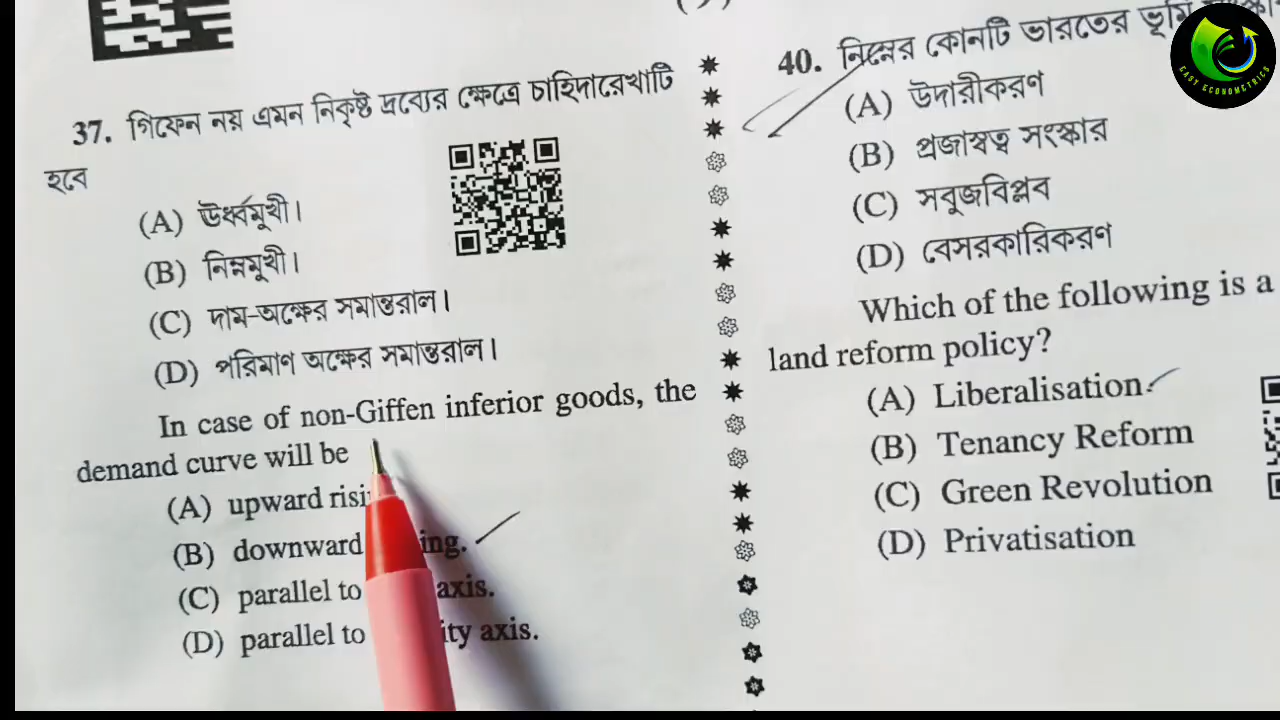 37. গিফেন নয় এমন নিকৃষ্ট দ্রব্যের ক্ষেত্রে চাহিদারেখাটি
হবে
(A) ঊর্ধ্বমুখী।
(B) নিম্নমুখী।
(C) দাম-অক্ষের সমান্তরাল।
(D) পরিমাণ অক্ষের সমান্তরাল।
In case of non-Giffen inferior goods, the
demand curve will be
(A) upward
(B) downward
(C) parallel to axis.
(D) parallel to axis.
40. নিম্নের কোনটি ভারতের ভূমি
(A) উদারীকরণ
(B) প্রজাস্বত্ব সংস্কার
(C) সবুজবিপ্লব
(D) বেসরকারিকরণ
Which of the following is a
land reform policy?
(A) Liberalisation
(B) Tenancy Reform
(C) Green Revolution
(D) Privatisation
EASY ECONOMETRICS